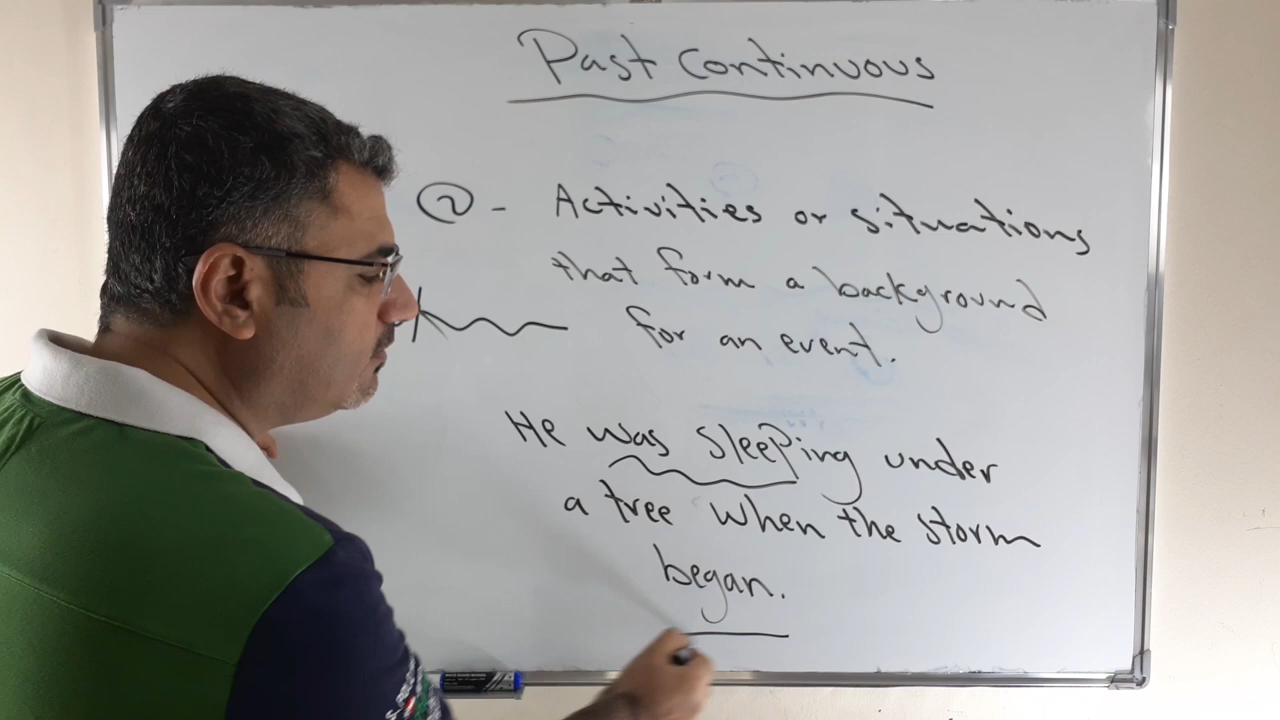 Past Continuous
2 - Activities or situations
that form a background
for an event.
He was sleeping under
a tree when the storm
began.